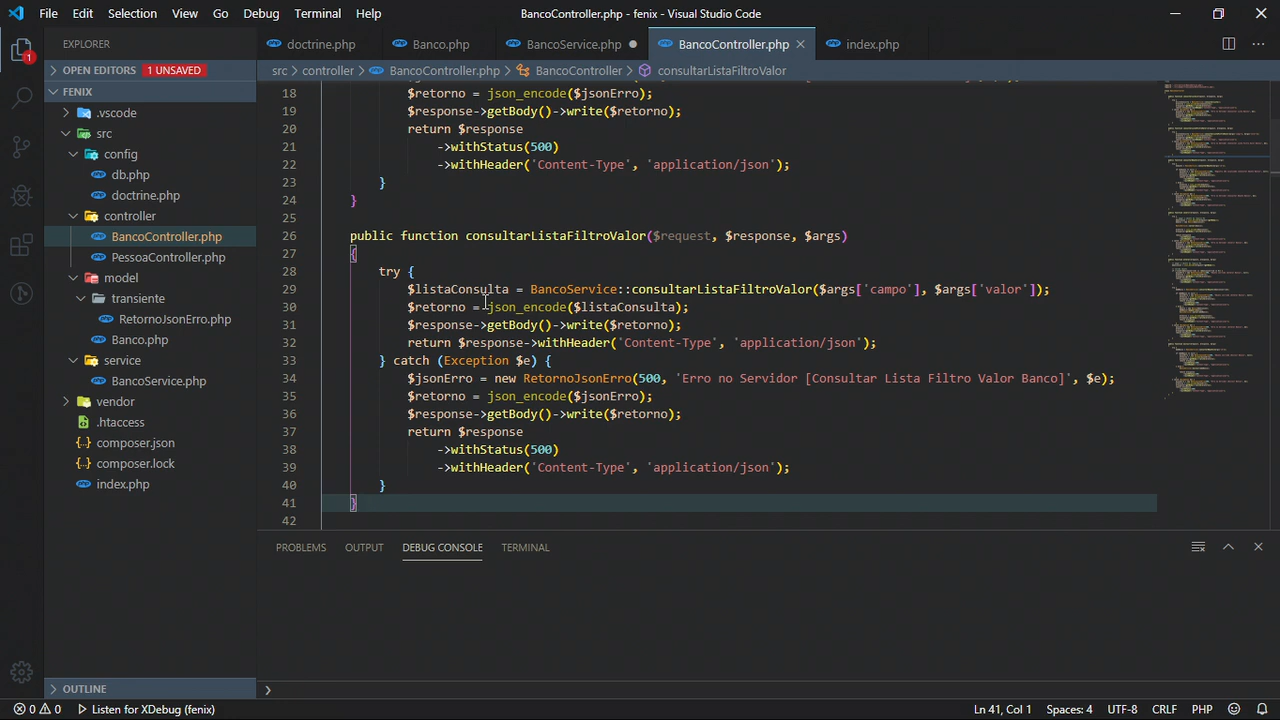 File Edit Selection View Go Debug Terminal Help
BancoController.php - fenix - Visual Studio Code
EXPLORER
doctrine.php Banco.php BancoService.php BancoController.php index.php
OPEN EDITORS 1 UNSAVED
src controller BancoController.php BancoController consultarListaFiltroValor
FENIX
.vscode
src
config
db.php
doctrine.php
controller
BancoController.php
PessoaController.php
model
transiente
RetornoJsonErro.php
Banco.php
service
BancoService.php
vendor
.htaccess
composer.json
composer.lock
index.php
OUTLINE
1
18 $retorno = json_encode($jsonErro);
19 $response->getBody()->write($retorno);
20 return $response
21 ->withStatus(500)
22 ->withHeader('Content-Type', 'application/json');
23 }
24 }
25
26 public function consultarListaFiltroValor($request, $response, $args)
27 {
28 try {
29 $listaConsulta = BancoService::consultarListaFiltroValor($args['campo'], $args['valor']);
30 $retorno = json_encode($listaConsulta);
31 $response->getBody()->write($retorno);
32 return $response->withHeader('Content-Type', 'application/json');
33 } catch (Exception $e) {
34 $jsonErro = new RetornoJsonErro(500, 'Erro no Servidor [Consultar Lista Filtro Valor Banco]', $e);
35 $retorno = json_encode($jsonErro);
36 $response->getBody()->write($retorno);
37 return $response
38 ->withStatus(500)
39 ->withHeader('Content-Type', 'application/json');
40 }
41 }
42
PROBLEMS OUTPUT DEBUG CONSOLE TERMINAL
0 0 Listen for XDebug (fenix)
Ln 41, Col 1 Spaces: 4 UTF-8 CRLF PHP